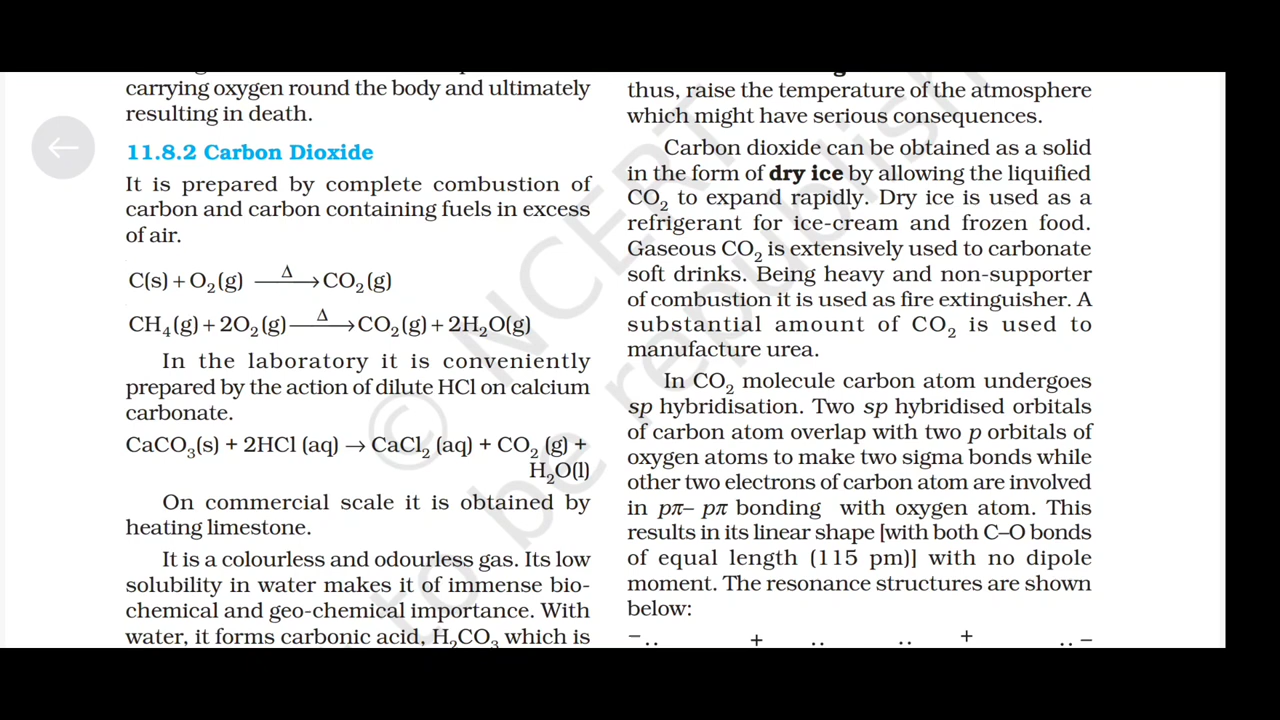 carrying oxygen round the body and ultimately
resulting in death.
11.8.2 Carbon Dioxide
It is prepared by complete combustion of
carbon and carbon containing fuels in excess
of air.
C(s) + O₂(g) —Δ→ CO₂(g)
CH₄(g) + 2O₂(g) —Δ→ CO₂(g) + 2H₂O(g)
In the laboratory it is conveniently
prepared by the action of dilute HCl on calcium
carbonate.
CaCO₃(s) + 2HCl (aq) → CaCl₂ (aq) + CO₂ (g) +
H₂O(l)
On commercial scale it is obtained by
heating limestone.
It is a colourless and odourless gas. Its low
solubility in water makes it of immense bio-
chemical and geo-chemical importance. With
water, it forms carbonic acid, H₂CO₃ which is
thus, raise the temperature of the atmosphere
which might have serious consequences.
Carbon dioxide can be obtained as a solid
in the form of dry ice by allowing the liquified
CO₂ to expand rapidly. Dry ice is used as a
refrigerant for ice-cream and frozen food.
Gaseous CO₂ is extensively used to carbonate
soft drinks. Being heavy and non-supporter
of combustion it is used as fire extinguisher. A
substantial amount of CO₂ is used to
manufacture urea.
In CO₂ molecule carbon atom undergoes
sp hybridisation. Two sp hybridised orbitals
of carbon atom overlap with two p orbitals of
oxygen atoms to make two sigma bonds while
other two electrons of carbon atom are involved
in pπ– pπ bonding with oxygen atom. This
results in its linear shape [with both C–O bonds
of equal length (115 pm)] with no dipole
moment. The resonance structures are shown
below:
© NCERT
to be republish